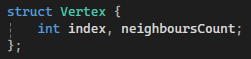 struct Vertex {
    int index, neighboursCount;
};